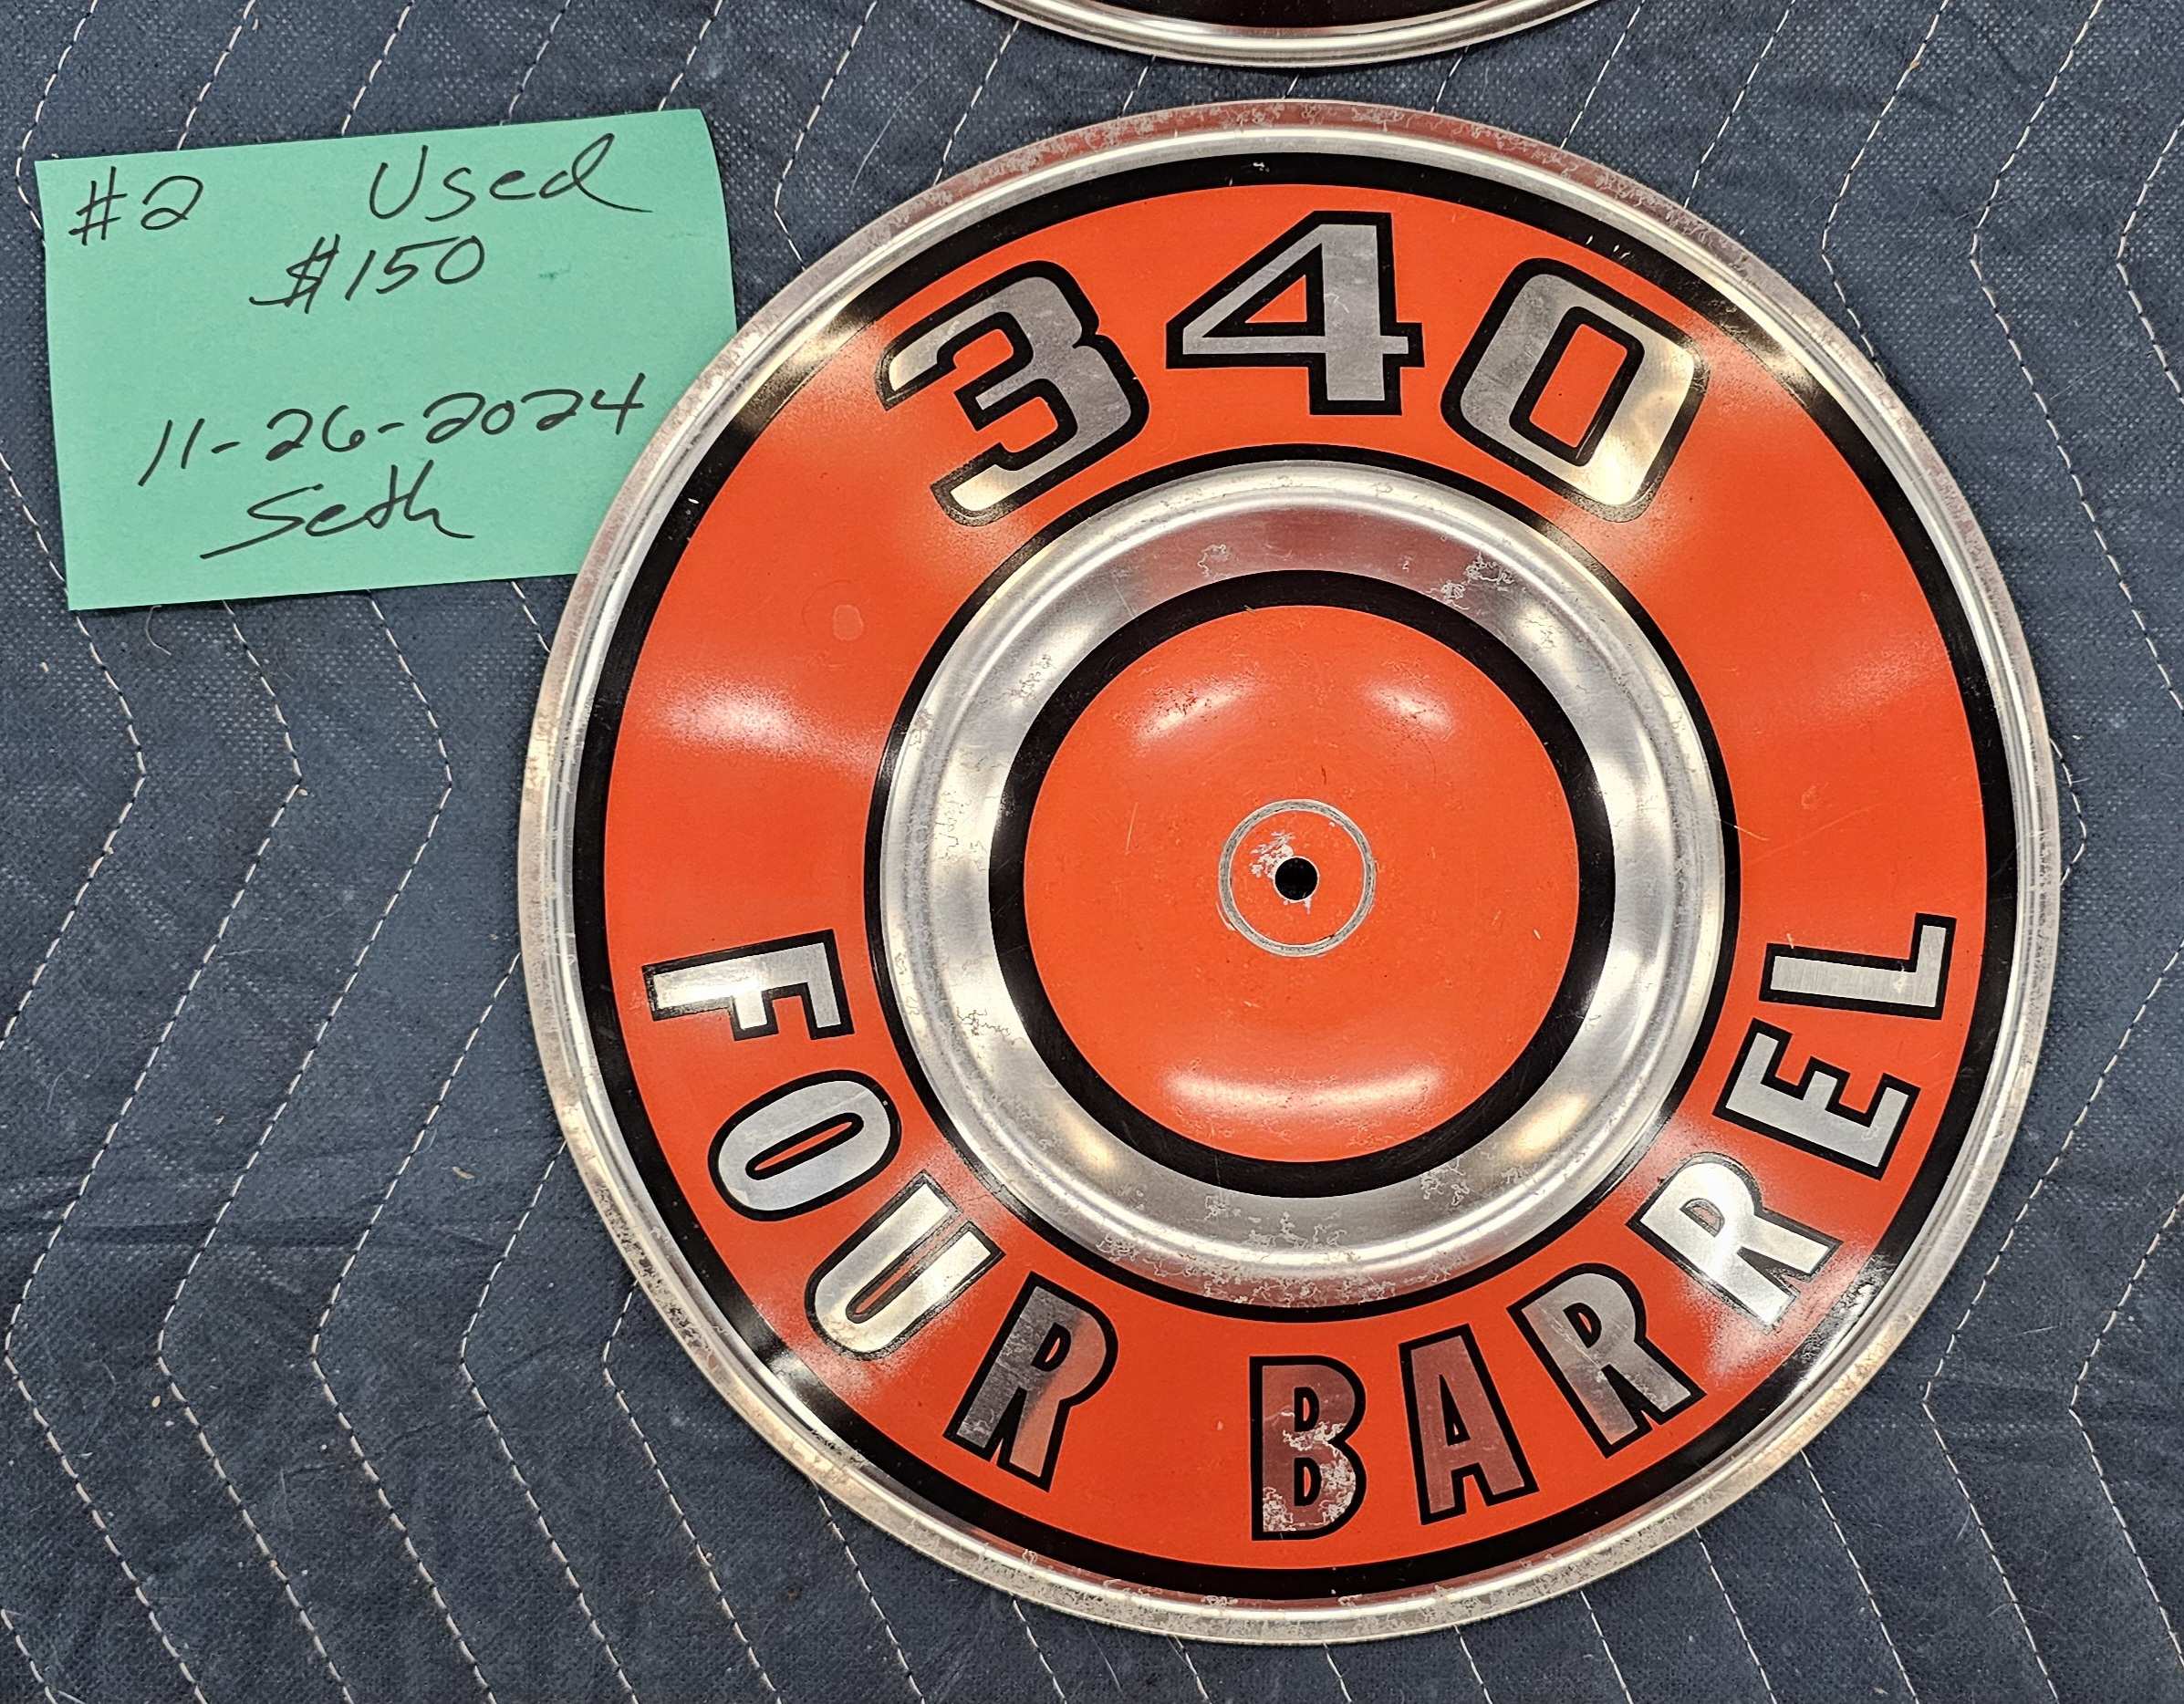 #2 Used
$150
11-26-2024
Seth
340
FOUR BARREL